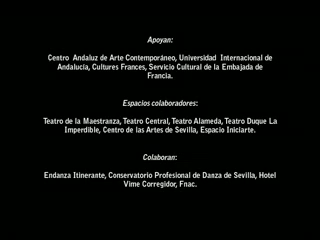 Apoyan:
Centro Andaluz de Arte Contemporáneo, Universidad Internacional de
Andalucía, Cultures Frances, Servicio Cultural de la Embajada de
Francia.
Espacios colaboradores:
Teatro de la Maestranza, Teatro Central, Teatro Alameda, Teatro Duque La
Imperdible, Centro de las Artes de Sevilla, Espacio Iniciarte.
Colaboran:
Endanza Itinerante, Conservatorio Profesional de Danza de Sevilla, Hotel
Vime Corregidor, Fnac.